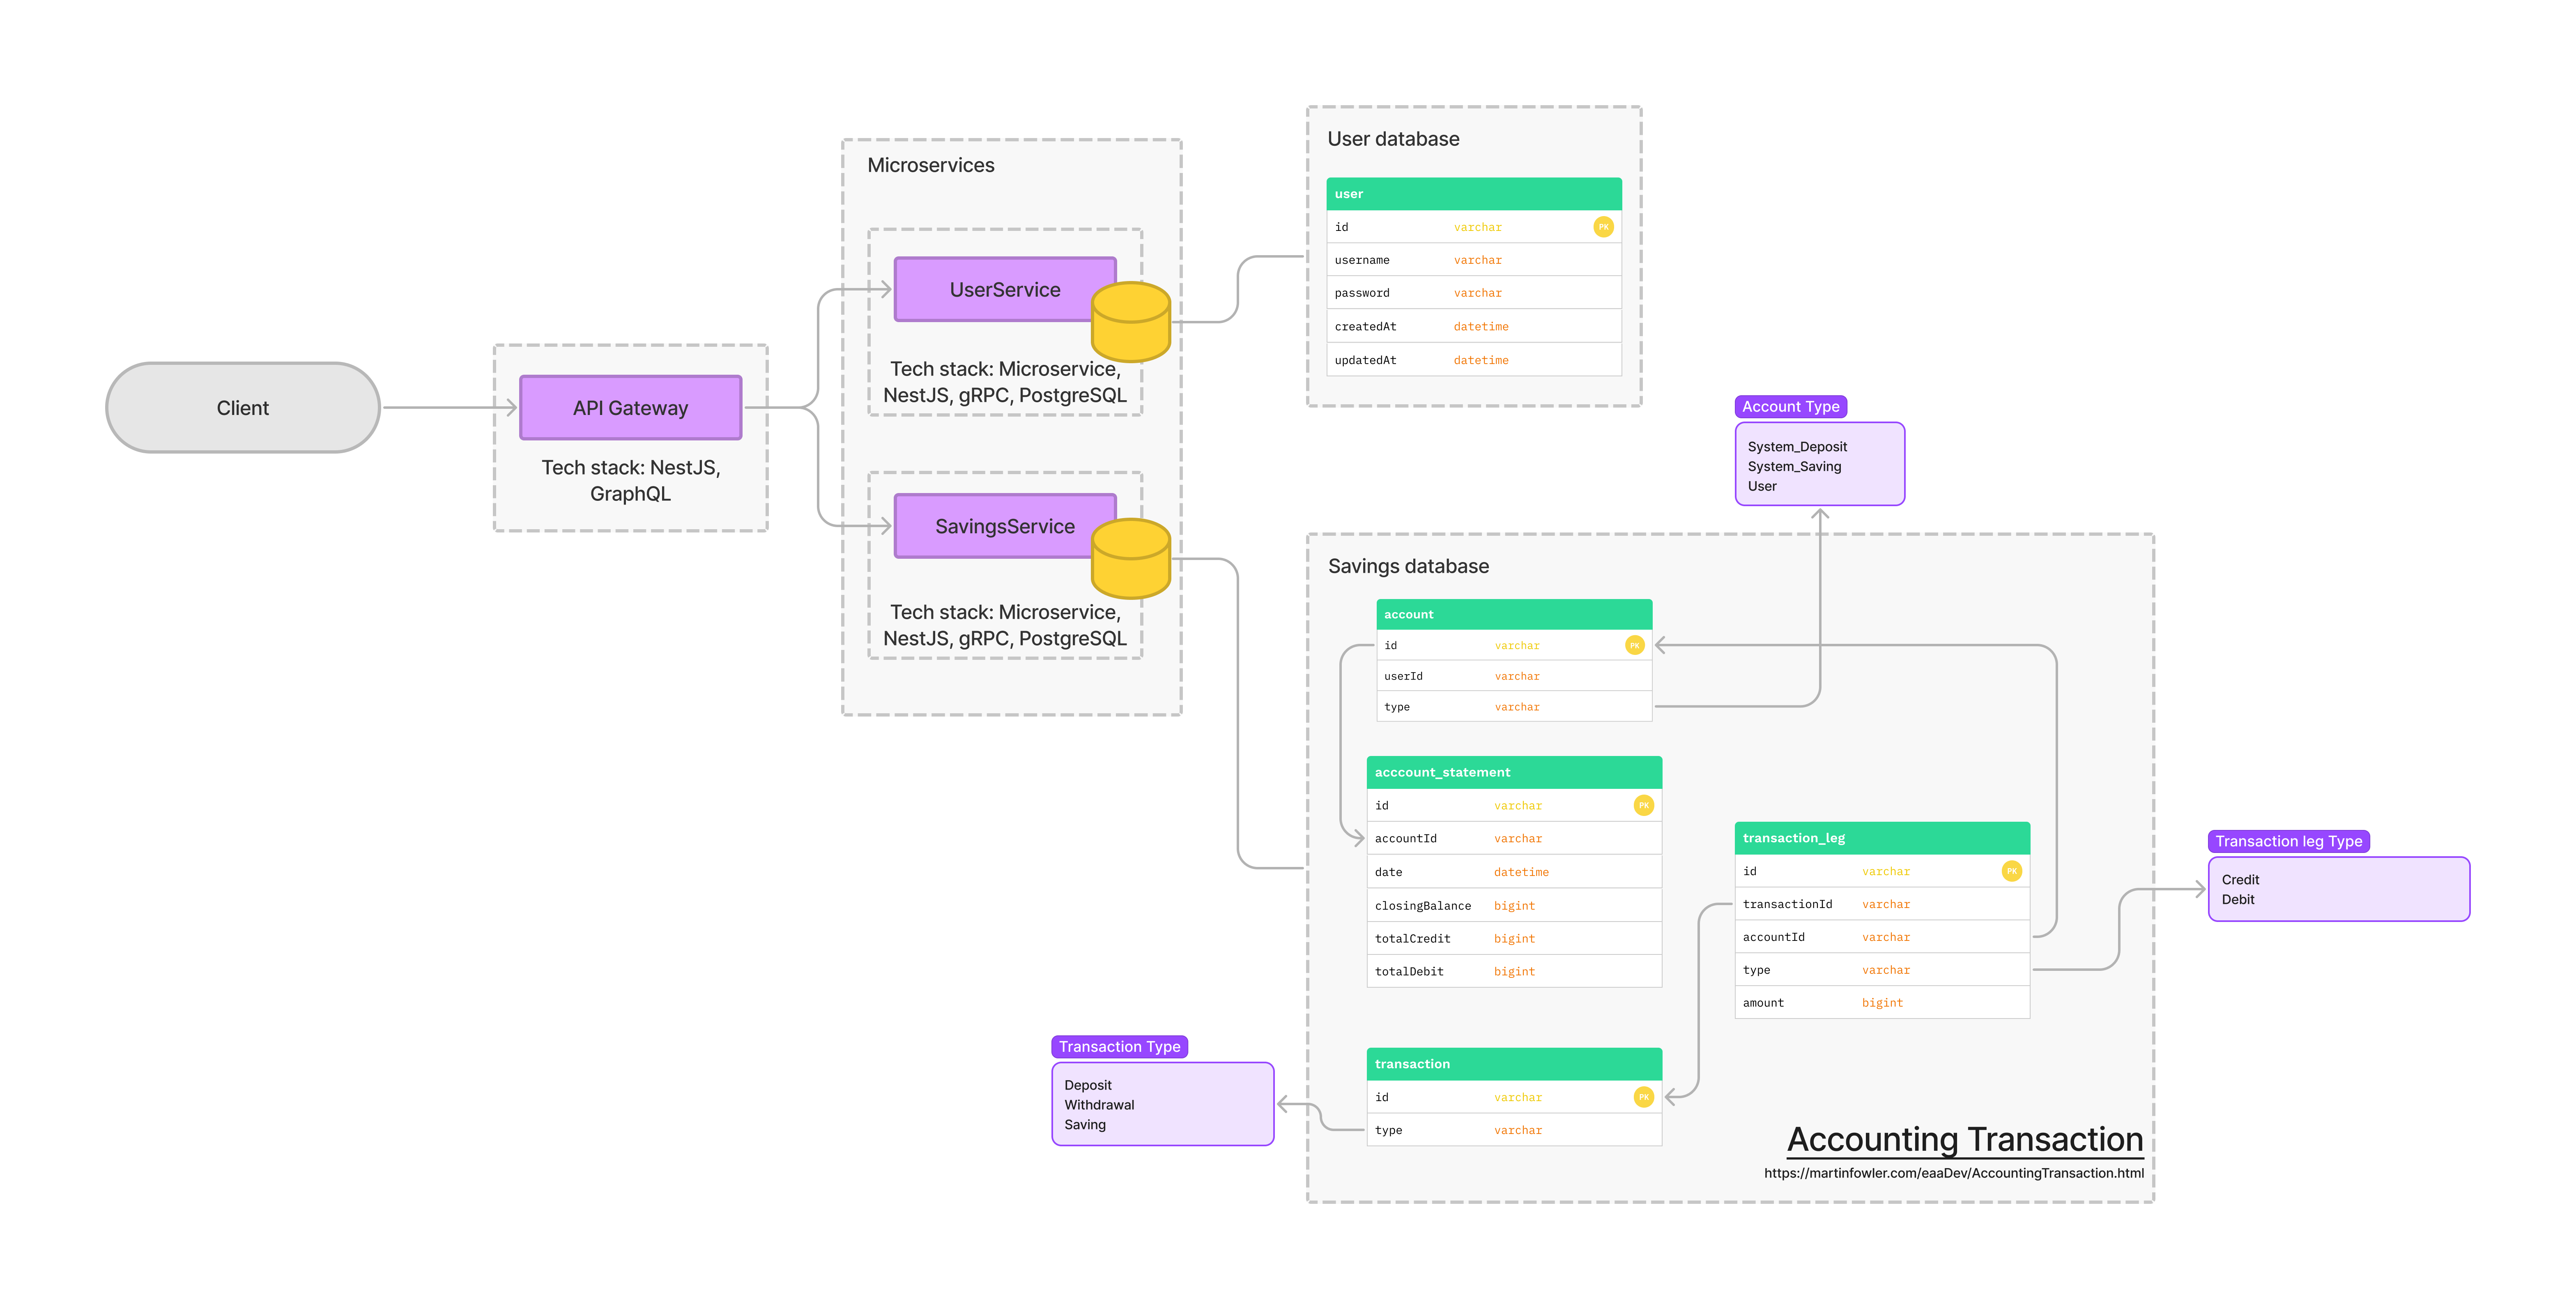 Client
API Gateway
Tech stack: NestJS,
GraphQL
Microservices
UserService
Tech stack: Microservice,
NestJS, gRPC, PostgreSQL
SavingsService
Tech stack: Microservice,
NestJS, gRPC, PostgreSQL
User database
user
id varchar PK
username varchar
password varchar
createdAt datetime
updatedAt datetime
Account Type
System_Deposit
System_Saving
User
Savings database
account
id varchar PK
userId varchar
type varchar
acccount_statement
id varchar PK
accountId varchar
date datetime
closingBalance bigint
totalCredit bigint
totalDebit bigint
transaction_leg
id varchar PK
transactionId varchar
accountId varchar
type varchar
amount bigint
Transaction leg Type
Credit
Debit
Transaction Type
Deposit
Withdrawal
Saving
transaction
id varchar PK
type varchar
Accounting Transaction
https://martinfowler.com/eaaDev/AccountingTransaction.html